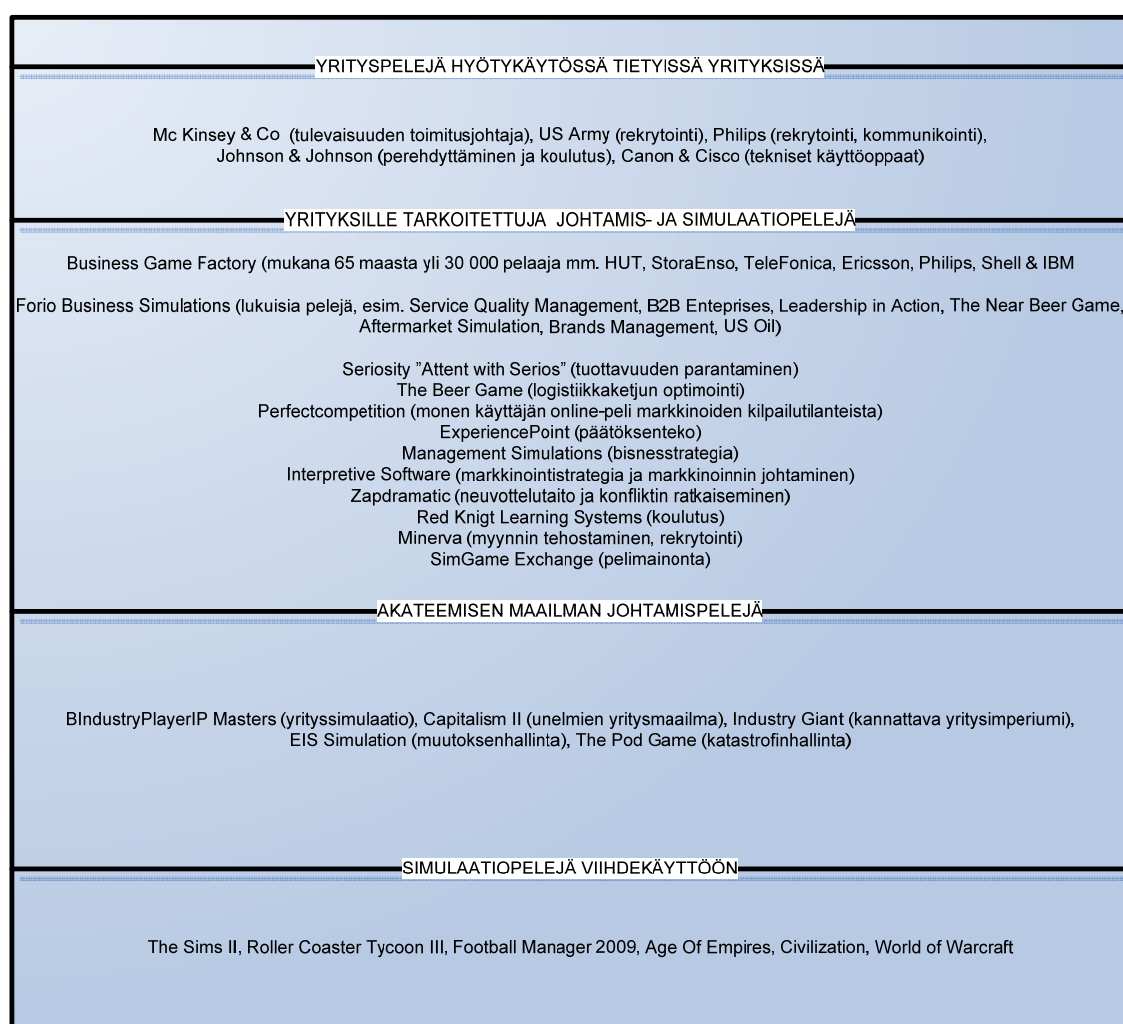 YRITYSPELEJÄ HYÖTYKÄYTÖSSÄ TIETYISSÄ YRITYKSISSÄ
Mc Kinsey & Co (tulevaisuuden toimitusjohtaja), US Army (rekrytointi), Philips (rekrytointi, kommunikointi),
Johnson & Johnson (perehdyttäminen ja koulutus), Canon & Cisco (tekniset käyttöoppaat)
YRITYKSILLE TARKOITETTUJA JOHTAMIS- JA SIMULAATIOPELEJÄ
Business Game Factory (mukana 65 maasta yli 30 000 pelaaja mm. HUT, StoraEnso, TeleFonica, Ericsson, Philips, Shell & IBM
Forio Business Simulations (lukuisia pelejä, esim. Service Quality Management, B2B Enteprises, Leadership in Action, The Near Beer Game,
Aftermarket Simulation, Brands Management, US Oil)
Seriosity ”Attent with Serios” (tuottavuuden parantaminen)
The Beer Game (logistiikkaketjun optimointi)
Perfectcompetition (monen käyttäjän online-peli markkinoiden kilpailutilanteista)
ExperiencePoint (päätöksenteko)
Management Simulations (bisnesstrategia)
Interpretive Software (markkinointistrategia ja markkinoinnin johtaminen)
Zapdramatic (neuvottelutaito ja konfliktin ratkaiseminen)
Red Knigt Learning Systems (koulutus)
Minerva (myynnin tehostaminen, rekrytointi)
SimGame Exchange (pelimainonta)
AKATEEMISEN MAAILMAN JOHTAMISPELEJÄ
BIndustryPlayerIP Masters (yrityssimulaatio), Capitalism II (unelmien yritysmaailma), Industry Giant (kannattava yritysimperiumi),
EIS Simulation (muutoksenhallinta), The Pod Game (katastrofinhallinta)
SIMULAATIOPELEJÄ VIIHDEKÄYTTÖÖN
The Sims II, Roller Coaster Tycoon III, Football Manager 2009, Age Of Empires, Civilization, World of Warcraft